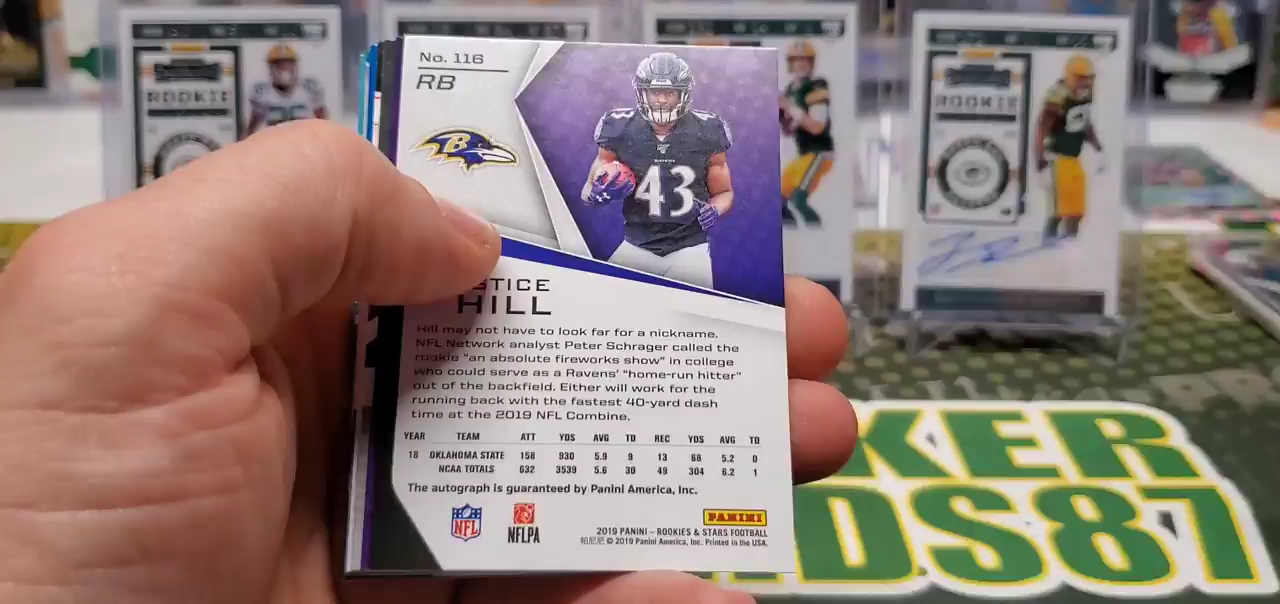 No. 116
RB
B
43
STICE
HILL
Hill may not have to look far for a nickname.
NFL Network analyst Peter Schrager called the
rookie "an absolute fireworks show" in college
who could serve as a Ravens' "home-run hitter"
out of the backfield. Either will work for the
running back with the fastest 40-yard dash
time at the 2019 NFL Combine.
YEAR TEAM ATT YDS AVG TD REC YDS AVG TD
18 OKLAHOMA STATE 158 930 5.9 9 13 68 5.2 0
NCAA TOTALS 632 3539 5.6 30 49 304 6.2 1
The autograph is guaranteed by Panini America, Inc.
NFL
NFLPA
PANINI
2019 PANINI – ROOKIES & STARS FOOTBALL
帕尼尼 © 2019 Panini America, Inc. Printed in the USA.
ROOKIE
ROOKIE
KER
DS87